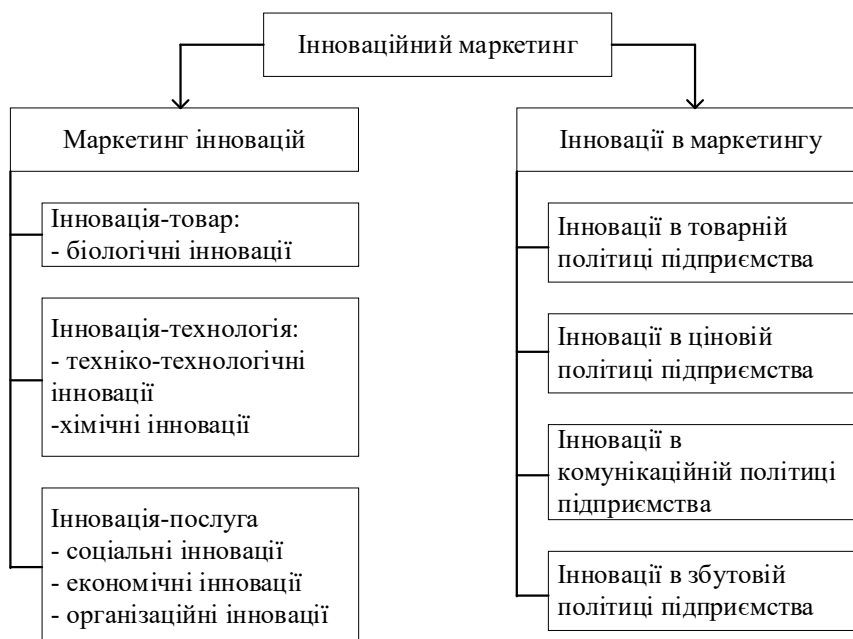 Інноваційний маркетинг
Маркетинг інновацій
Інновація-товар:
- біологічні інновації
Інновація-технологія:
- техніко-технологічні
інновації
-хімічні інновації
Інновація-послуга
- соціальні інновації
- економічні інновації
- організаційні інновації
Інновації в маркетингу
Інновації в товарній
політиці підприємства
Інновації в ціновій
політиці підприємства
Інновації в
комунікаційній політиці
підприємства
Інновації в збутовій
політиці підприємства